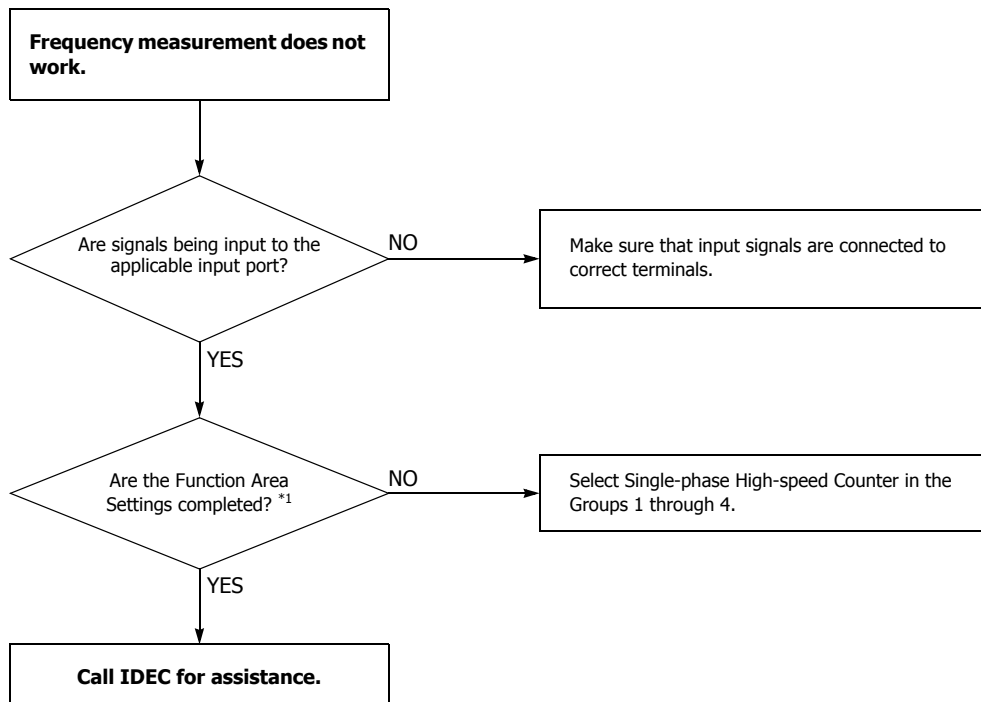 Frequency measurement does not
work.
Are signals being input to the
applicable input port?
NO
Make sure that input signals are connected to
correct terminals.
YES
Are the Function Area
Settings completed? *1
NO
Select Single-phase High-speed Counter in the
Groups 1 through 4.
YES
Call IDEC for assistance.